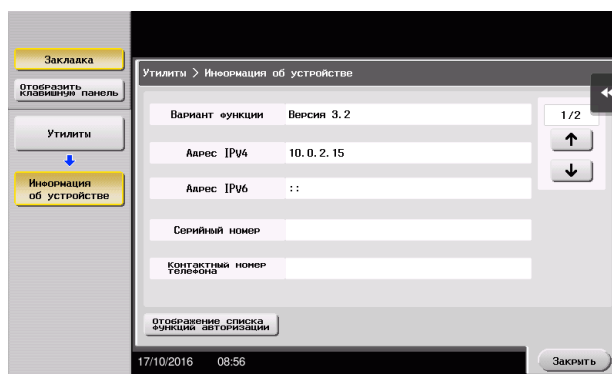 Закладка
Отобразить
клавишную панель
Утилиты
Информация
об устройстве
Утилиты > Информация об устройстве
Вариант функции Версия 3.2
1/2
Адрес IPv4 10.0.2.15
Адрес IPv6 ::
Серийный номер
Контактный номер
телефона
Отображение списка
функций авторизации
17/10/2016 08:56
Закрыть